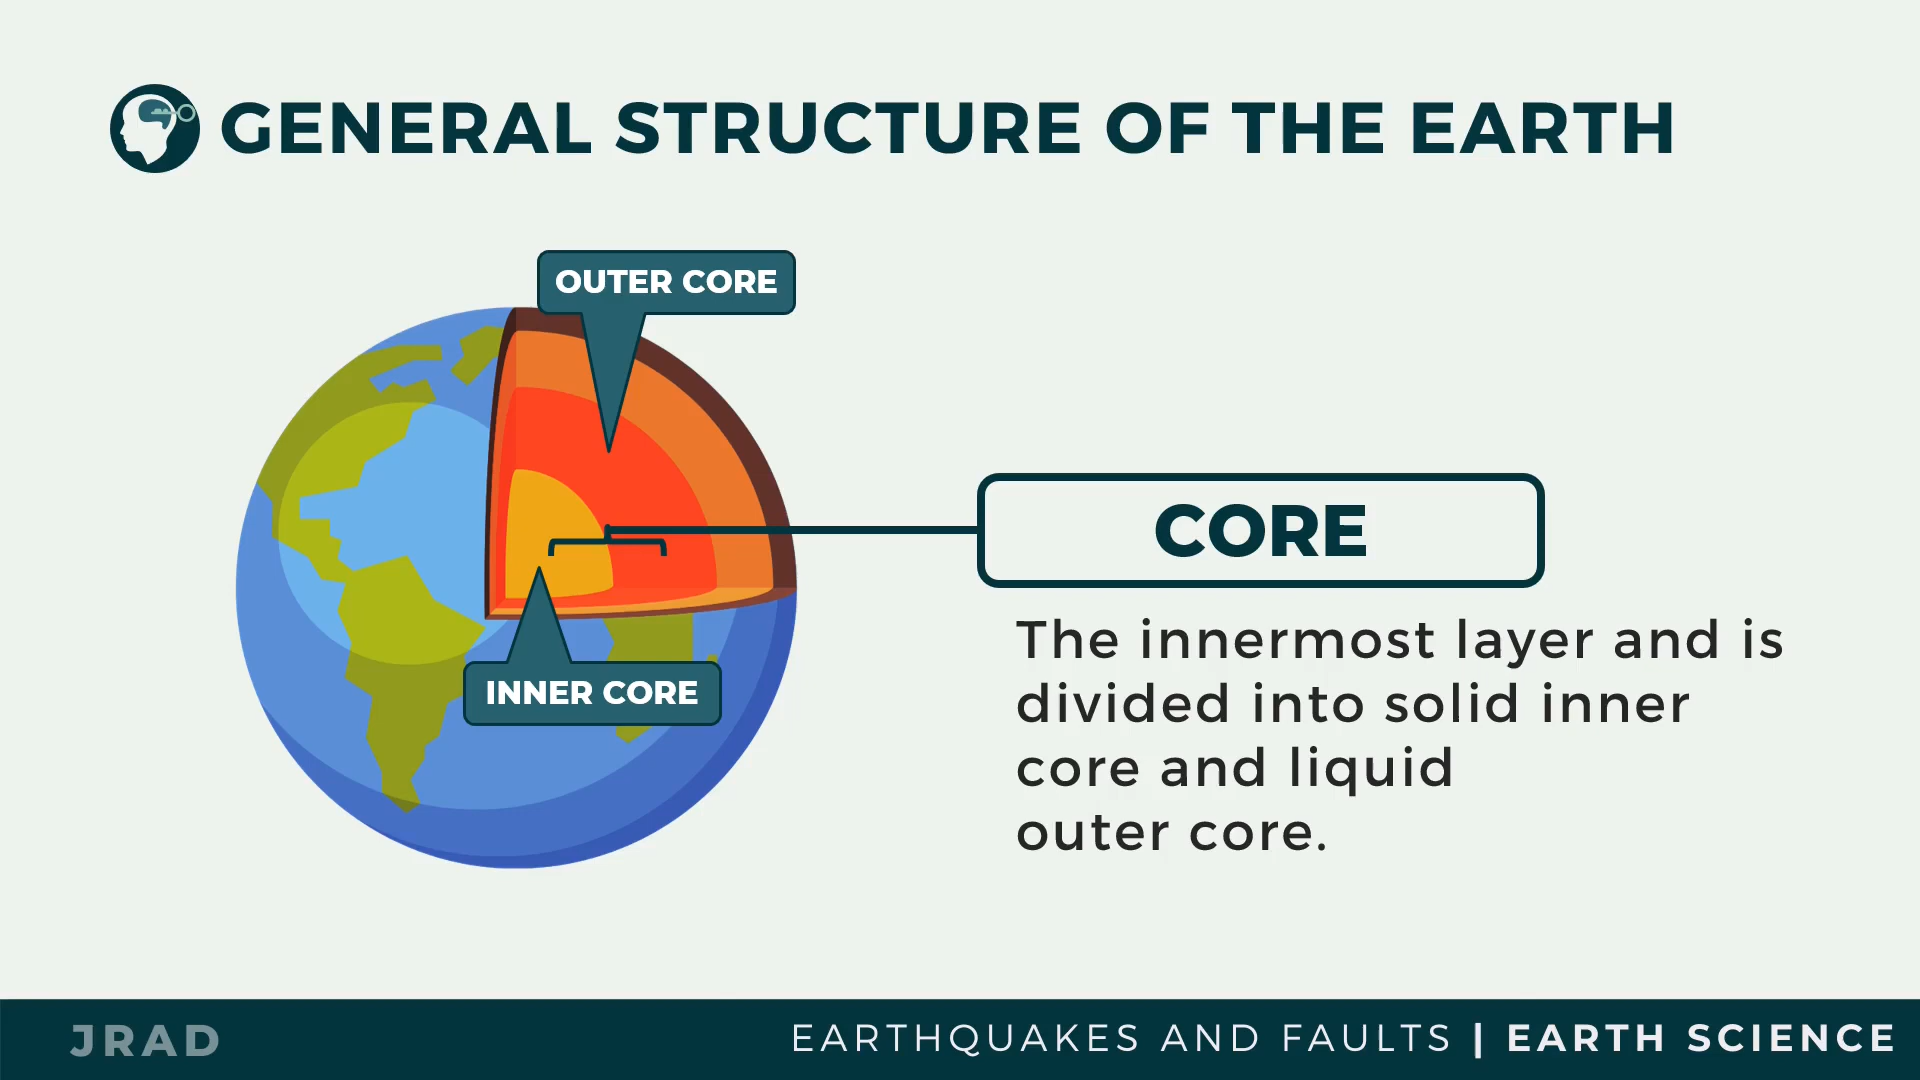 GENERAL STRUCTURE OF THE EARTH
OUTER CORE
INNER CORE
CORE
The innermost layer and is
divided into solid inner
core and liquid
outer core.
JRAD
EARTHQUAKES AND FAULTS | EARTH SCIENCE